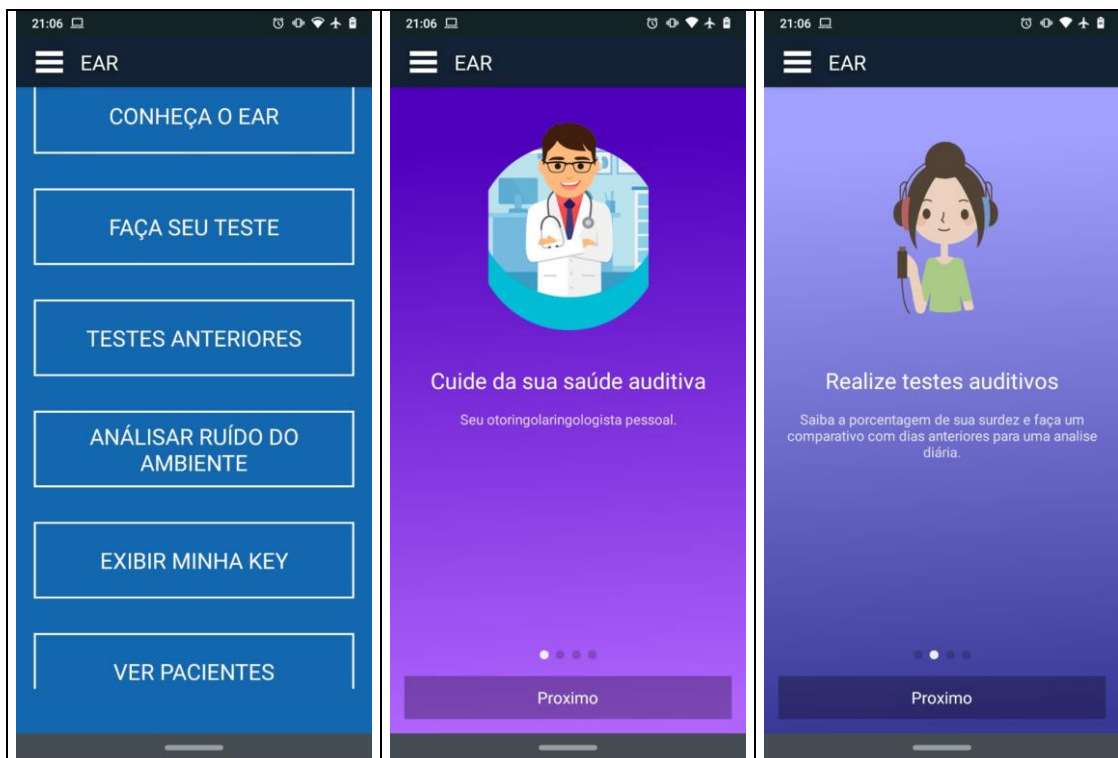 21:06
EAR
CONHEÇA O EAR
FAÇA SEU TESTE
TESTES ANTERIORES
ANÁLISAR RUÍDO DO
AMBIENTE
EXIBIR MINHA KEY
VER PACIENTES
21:06
EAR
Cuide da sua saúde auditiva
Seu otoringolaringologista pessoal.
Proximo
21:06
EAR
Realize testes auditivos
Saiba a porcentagem de sua surdez e faça um
comparativo com dias anteriores para uma analise
diária.
Proximo